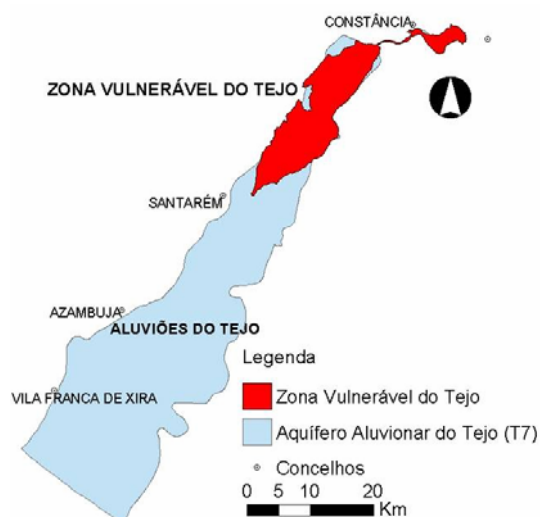 CONSTÂNCIA
ZONA VULNERÁVEL DO TEJO
SANTARÉM
AZAMBUJA
ALUVIÕES DO TEJO
VILA FRANCA DE XIRA
Legenda
Zona Vulnerável do Tejo
Aquífero Aluvionar do Tejo (T7)
Concelhos
0 5 10 20
Km